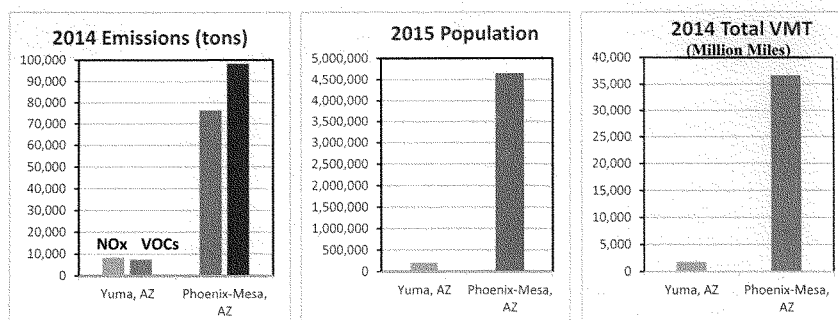 2014 Emissions (tons)
100,000
90,000
80,000
70,000
60,000
50,000
40,000
30,000
20,000
10,000
0
NOx VOCs
Yuma, AZ
Phoenix-Mesa,
AZ
2015 Population
5,000,000
4,500,000
4,000,000
3,500,000
3,000,000
2,500,000
2,000,000
1,500,000
1,000,000
500,000
0
Yuma, AZ
Phoenix-Mesa,
AZ
2014 Total VMT
(Million Miles)
40,000
35,000
30,000
25,000
20,000
15,000
10,000
5,000
0
Yuma, AZ
Phoenix-Mesa,
AZ